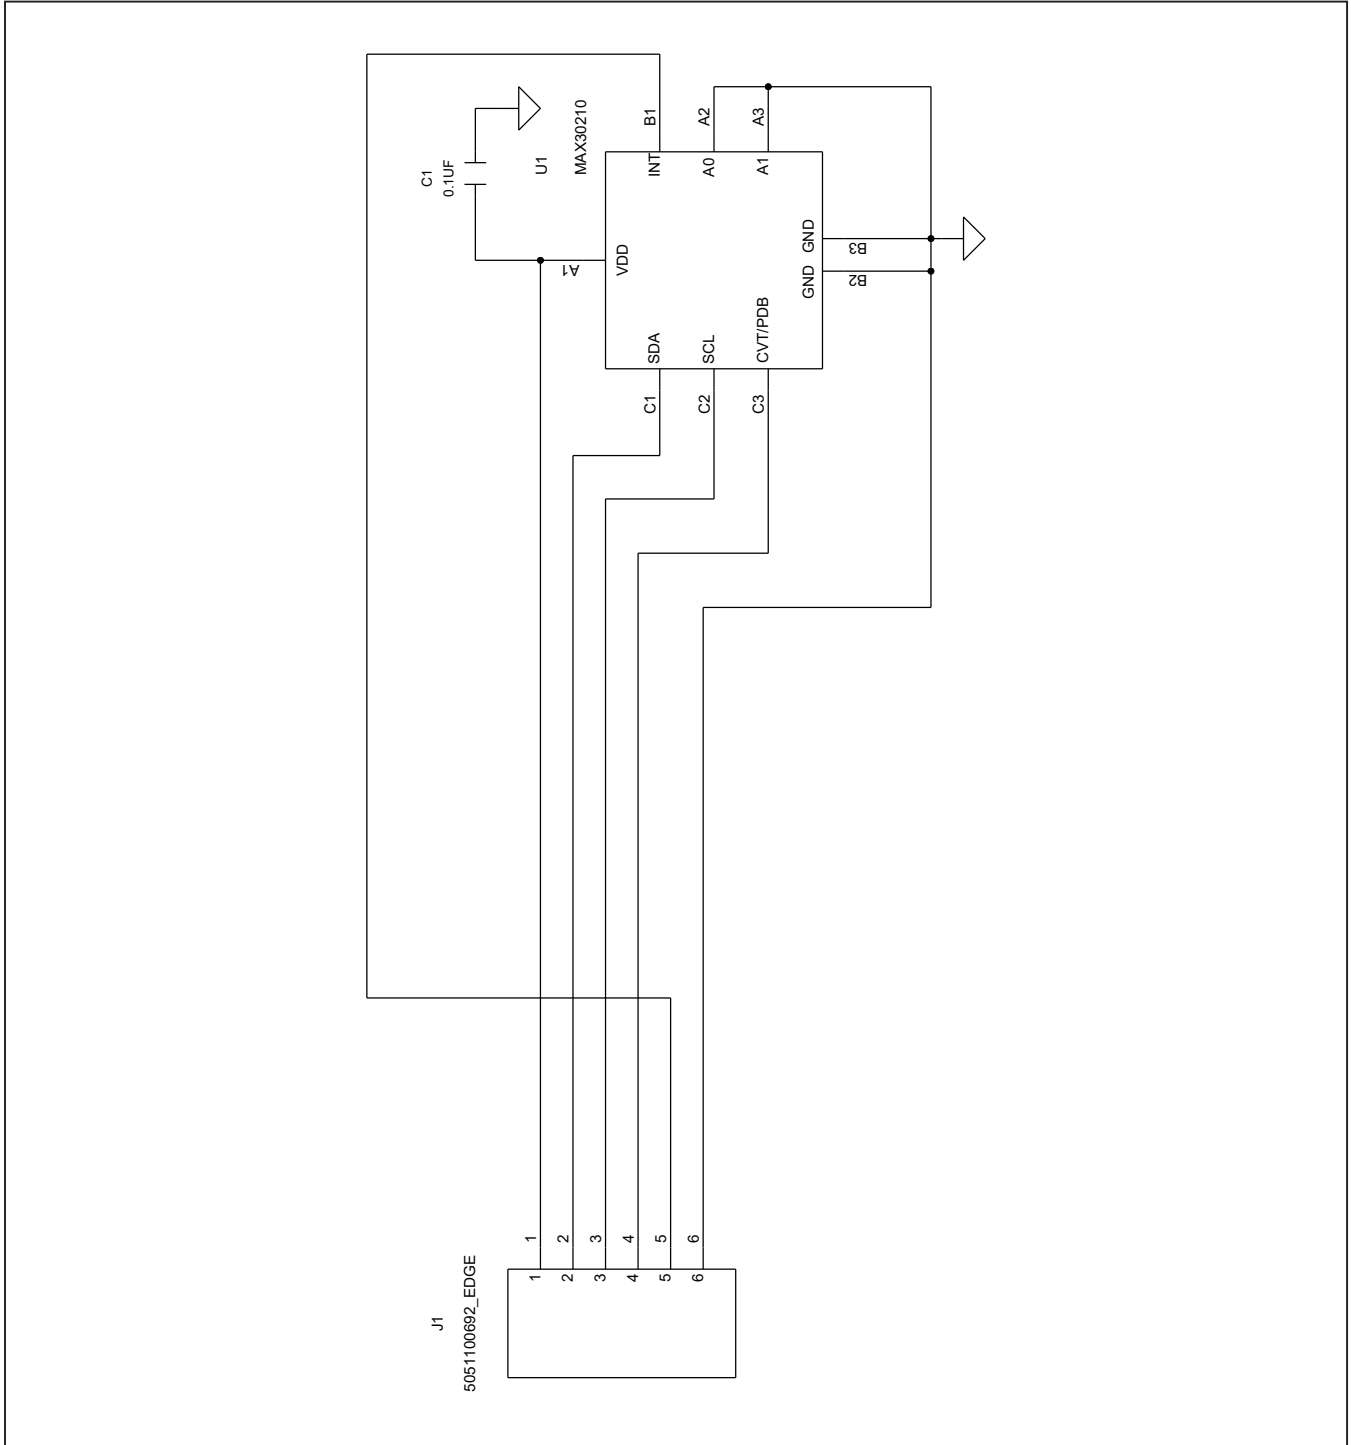 C1
0.1UF
U1
MAX30210
B1
A2
A3
INT
A0
A1
VDD
A1
GND
B3
GND
B2
SDA
SCL
CVT/PDB
C1
C2
C3
1
2
3
4
5
6
1
2
3
4
5
6
J1
5051100692_EDGE